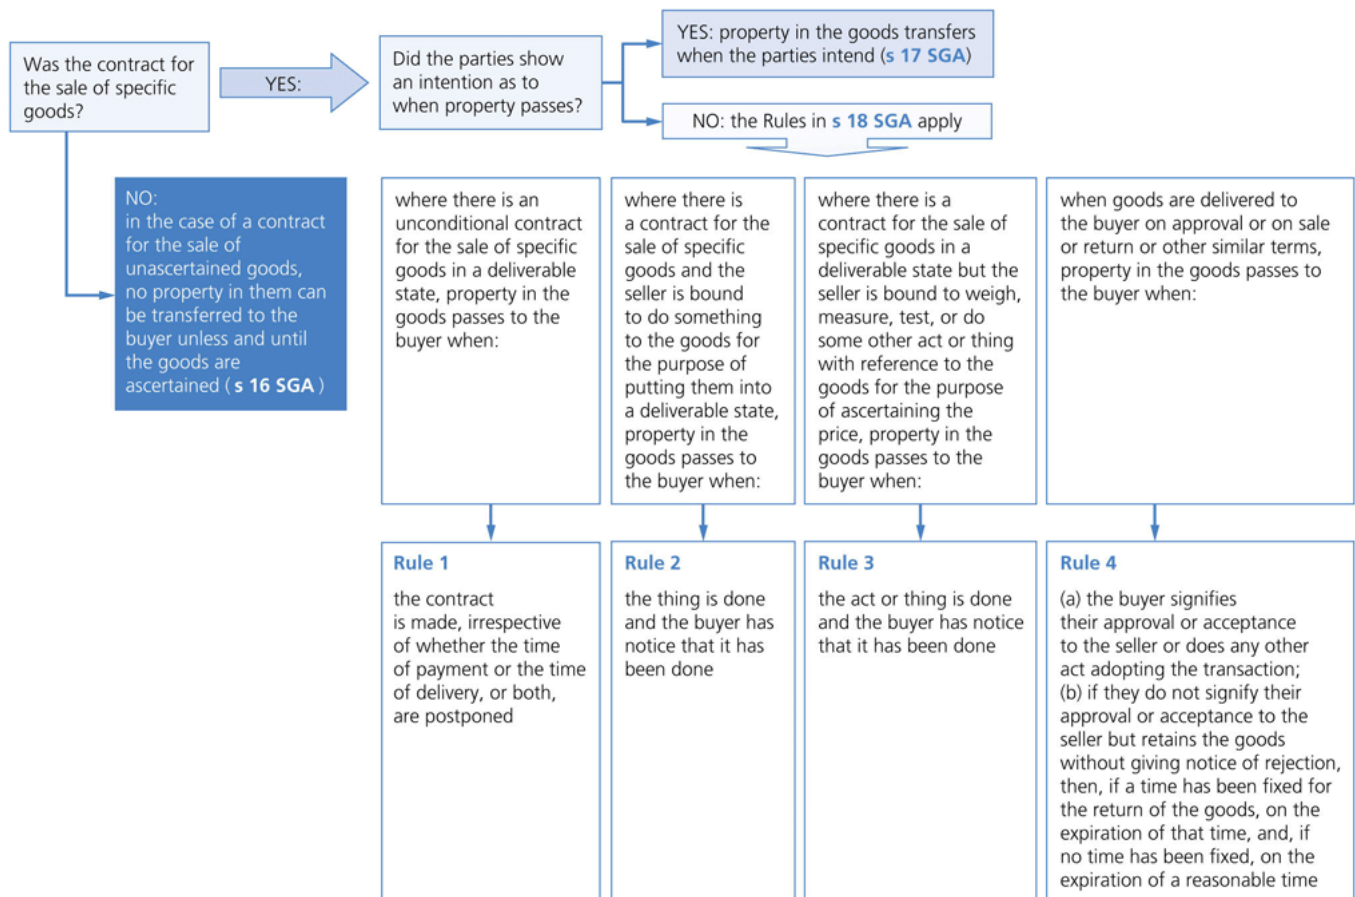 Was the contract for
the sale of specific
goods?
YES:
Did the parties show
an intention as to
when property passes?
YES: property in the goods transfers
when the parties intend (s 17 SGA)
NO: the Rules in s 18 SGA apply
NO:
in the case of a contract
for the sale of
unascertained goods,
no property in them can
be transferred to the
buyer unless and until
the goods are
ascertained ( s 16 SGA )
where there is an
unconditional contract
for the sale of specific
goods in a deliverable
state, property in the
goods passes to the
buyer when:
where there is
a contract for the
sale of specific
goods and the
seller is bound
to do something
to the goods for
the purpose of
putting them into
a deliverable state,
property in the
goods passes to
the buyer when:
where there is a
contract for the sale of
specific goods in a
deliverable state but the
seller is bound to weigh,
measure, test, or do
some other act or thing
with reference to the
goods for the purpose
of ascertaining the
price, property in the
goods passes to the
buyer when:
when goods are delivered to
the buyer on approval or on sale
or return or other similar terms,
property in the goods passes to
the buyer when:
Rule 1
the contract
is made, irrespective
of whether the time
of payment or the time
of delivery, or both,
are postponed
Rule 2
the thing is done
and the buyer has
notice that it has
been done
Rule 3
the act or thing is done
and the buyer has notice
that it has been done
Rule 4
(a) the buyer signifies
their approval or acceptance
to the seller or does any other
act adopting the transaction;
(b) if they do not signify their
approval or acceptance to the
seller but retains the goods
without giving notice of rejection,
then, if a time has been fixed for
the return of the goods, on the
expiration of that time, and, if
no time has been fixed, on the
expiration of a reasonable time